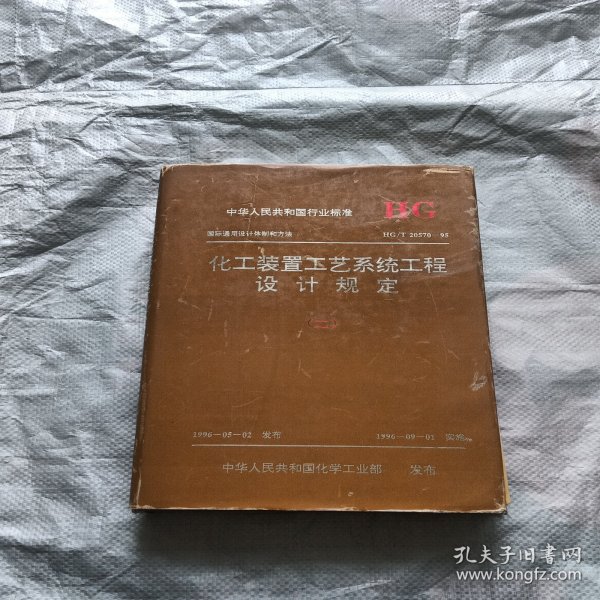 中华人民共和国行业标准
HG
国际通用设计体制和方法
HG/T 20570—95
化工装置工艺系统工程
设计规定
1996—05—02 发布
1996—09—01 实施
中华人民共和国化学工业部 发布
孔夫子旧书网
www.kongfz.com